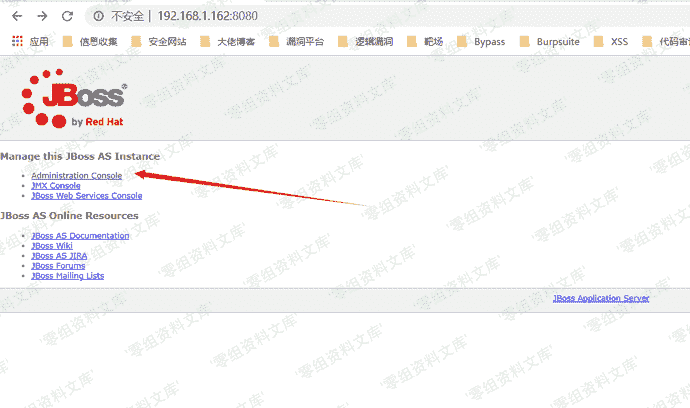 不安全 | 192.168.1.162:8080
应用 信息收集 安全网站 大佬博客 漏洞平台 逻辑漏洞 靶场 Bypass Burpsuite XSS 代码审
JBoss®
by Red Hat
Manage this JBoss AS Instance
Administration Console
JMX Console
JBoss Web Services Console
JBoss AS Online Resources
JBoss AS Documentation
JBoss Wiki
JBoss AS JIRA
JBoss Forums
JBoss Mailing Lists
JBoss Application Server
'零组资料文库'